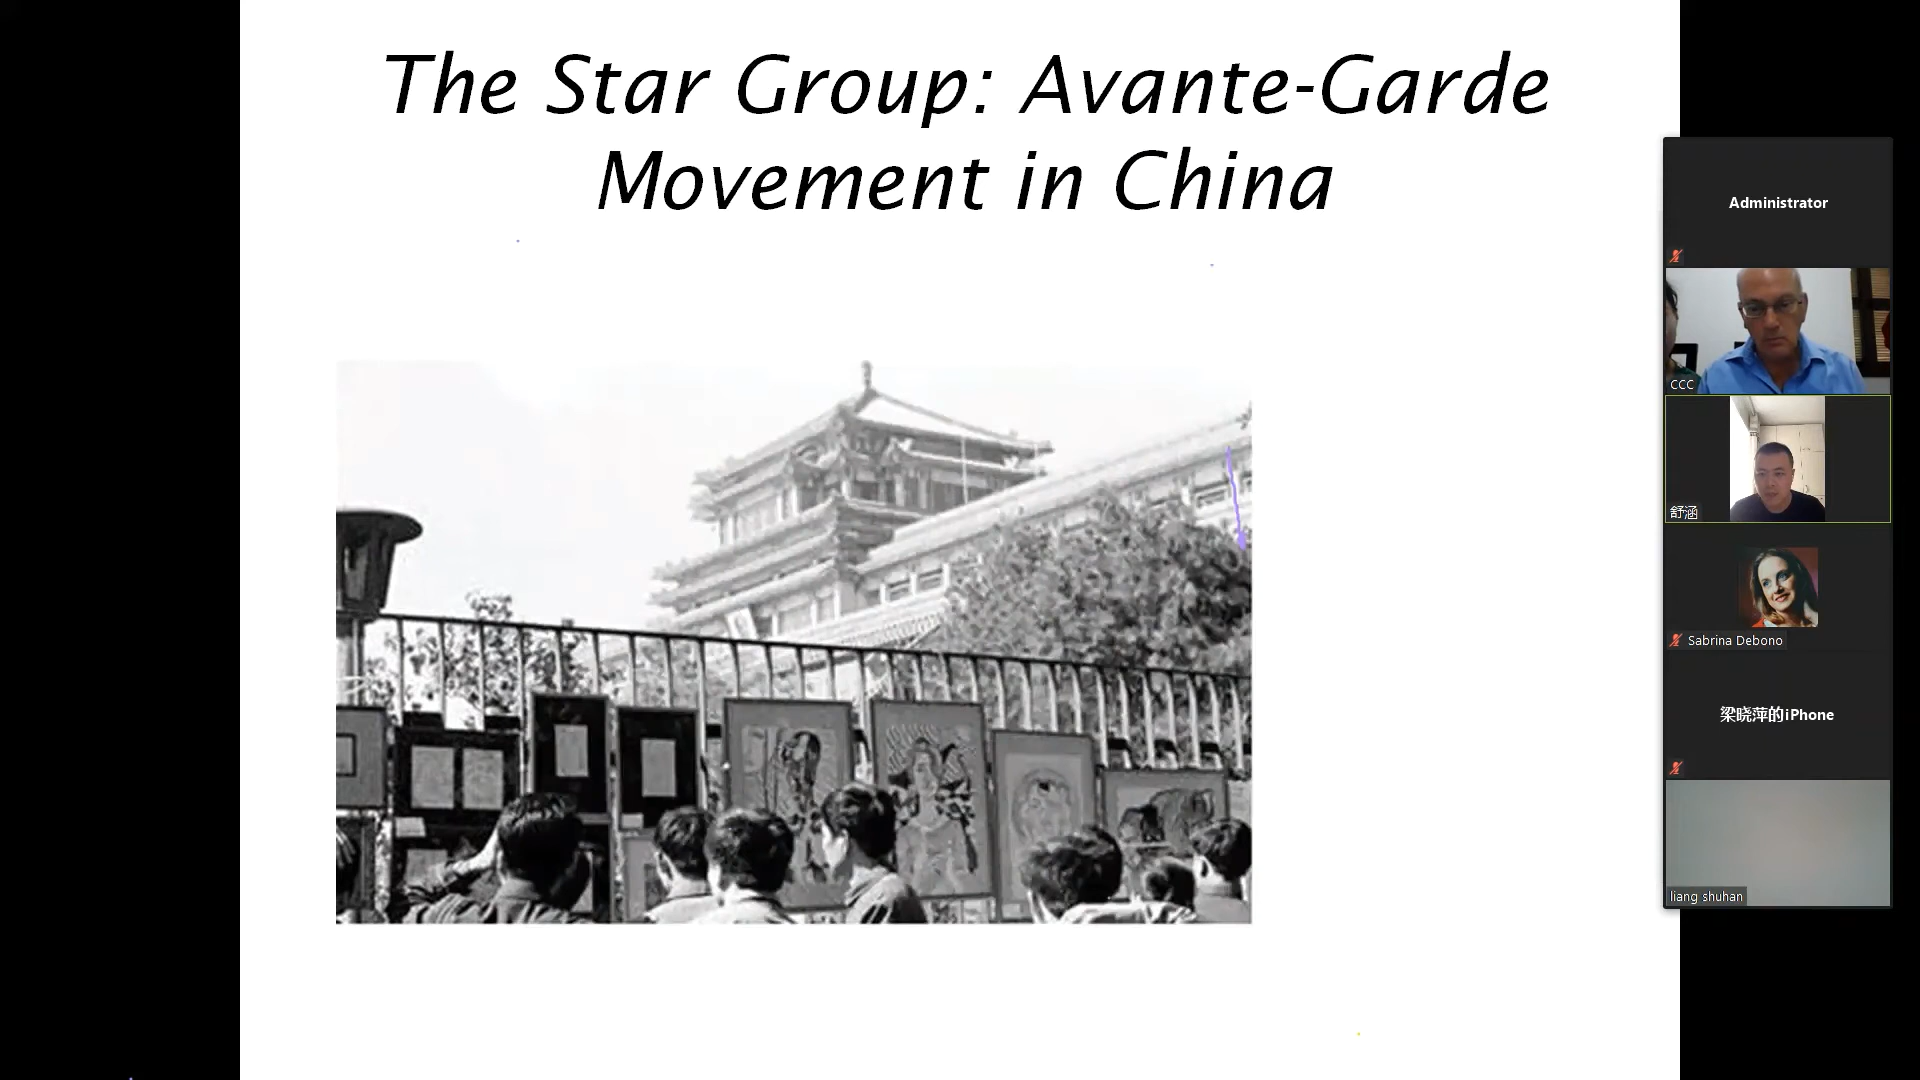 The Star Group: Avante-Garde
Movement in China
Administrator
CCC
舒涵
Sabrina Debono
梁晓萍的iPhone
liang shuhan